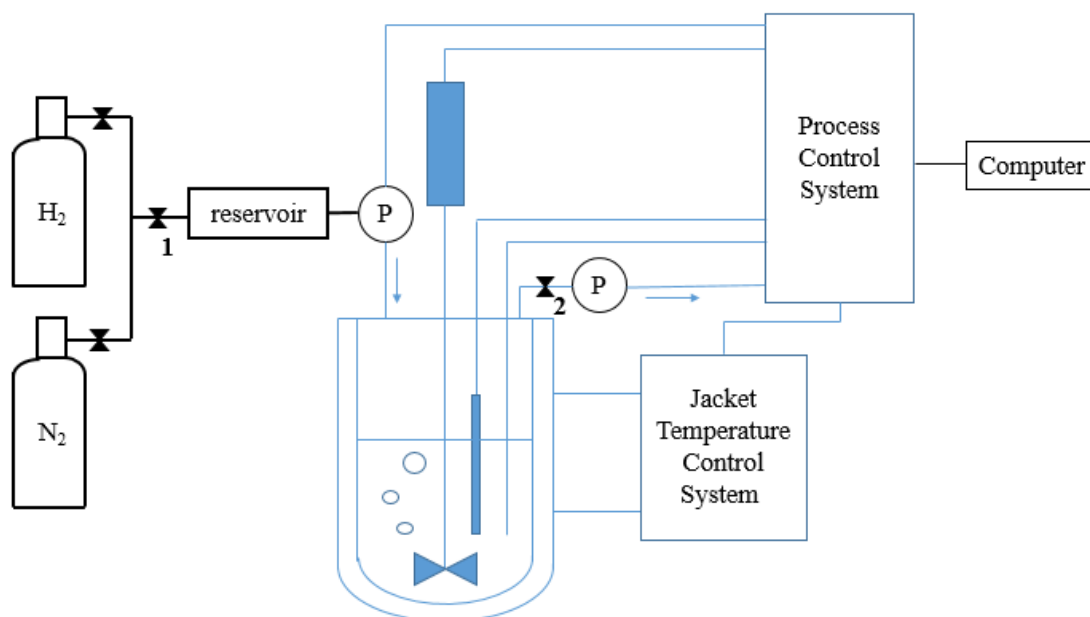 H₂
N₂
1
reservoir
P
2
P
Process
Control
System
Computer
Jacket
Temperature
Control
System